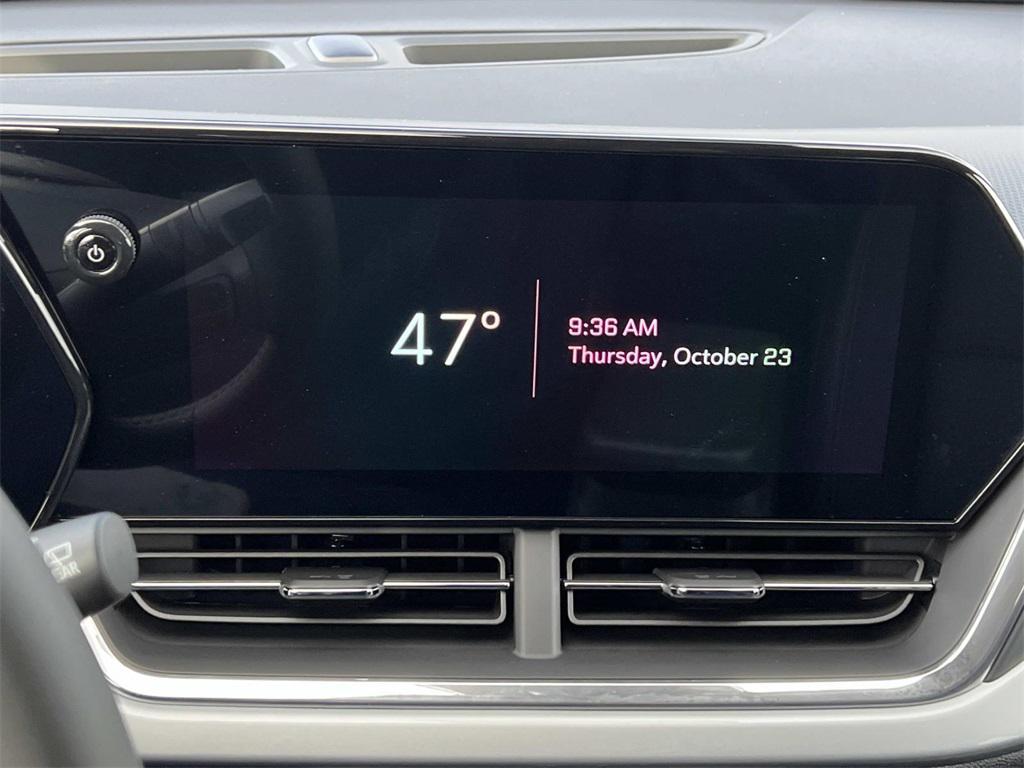 47°
9:36 AM
Thursday, October 23